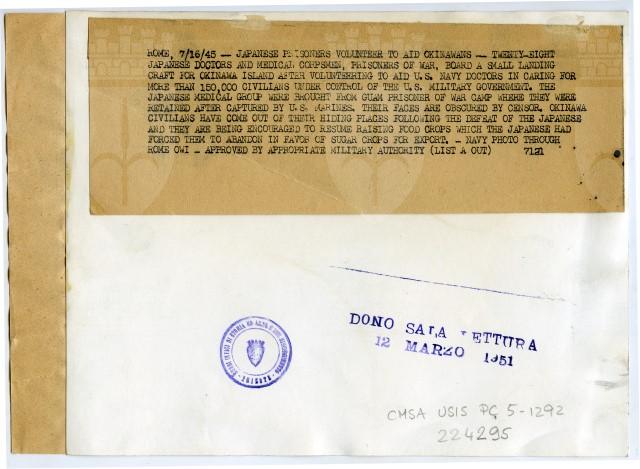 ROME, 7/16/45 -- JAPANESE PRISONERS VOLUNTEER TO AID OKINAWANS -- TWENTY-EIGHT
JAPANESE DOCTORS AND MEDICAL CORPSMEN, PRISONERS OF WAR, BOARD A SMALL LANDING
CRAFT FOR OKINAWA ISLAND AFTER VOLUNTEERING TO AID U.S. NAVY DOCTORS IN CARING FOR
MORE THAN 150,000 CIVILIANS UNDER CONTROL OF THE U.S. MILITARY GOVERNMENT. THE
JAPANESE MEDICAL GROUP WERE BROUGHT FROM GUAM PRISONER OF WAR CAMP WHERE THEY WERE
RETAINED AFTER CAPTURED BY U.S. MARINES. THEIR FACES ARE OBSCURED BY CENSOR. OKINAWA
CIVILIANS HAVE COME OUT OF THEIR HIDING PLACES FOLLOWING THE DEFEAT OF THE JAPANESE
AND THEY ARE BEING ENCOURAGED TO RESUME RAISING FOOD CROPS WHICH THE JAPANESE HAD
FORCED THEM TO ABANDON IN FAVOR OF SUGAR CROPS FOR EXPORT. - NAVY PHOTO THROUGH
ROME OWI - APPROVED BY APPROPRIATE MILITARY AUTHORITY (LIST A OUT) 7121
DONO SALA LETTURA
12 MARZO 1951
TRIESTE
CMSA USIS PG 5-1292
224295